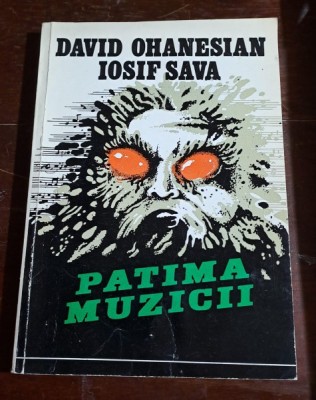 DAVID OHANESIAN
IOSIF SAVA
PATIMA
MUZICII